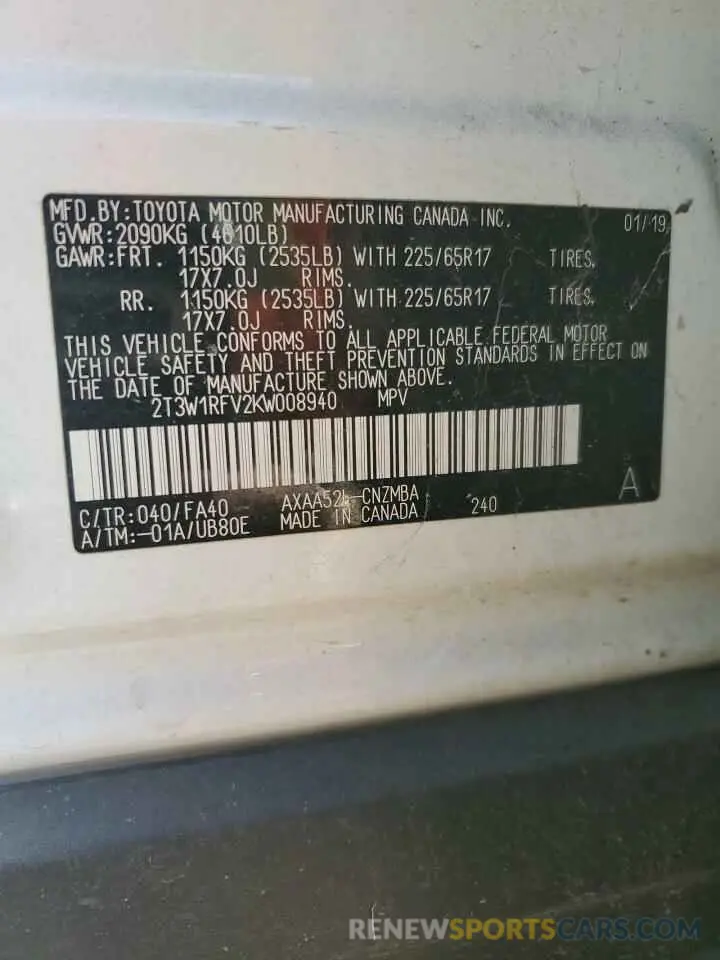 MFD.BY:TOYOTA MOTOR MANUFACTURING CANADA INC. 01/19
GVWR:2090KG (4610LB)
GAWR:FRT. 1150KG (2535LB) WITH 225/65R17 TIRES,
17X7.0J RIMS.
RR. 1150KG (2535LB) WITH 225/65R17 TIRES,
17X7.0J RIMS.
THIS VEHICLE CONFORMS TO ALL APPLICABLE FEDERAL MOTOR
VEHICLE SAFETY AND THEFT PREVENTION STANDARDS IN EFFECT ON
THE DATE OF MANUFACTURE SHOWN ABOVE.
2T3W1RFV2KW008940 MPV
C/TR:040/FA40 AXAA52L-CNZMBA 240 A
A/TM:-01A/UB80E MADE IN CANADA
RENEWSPORTSCARS.COM